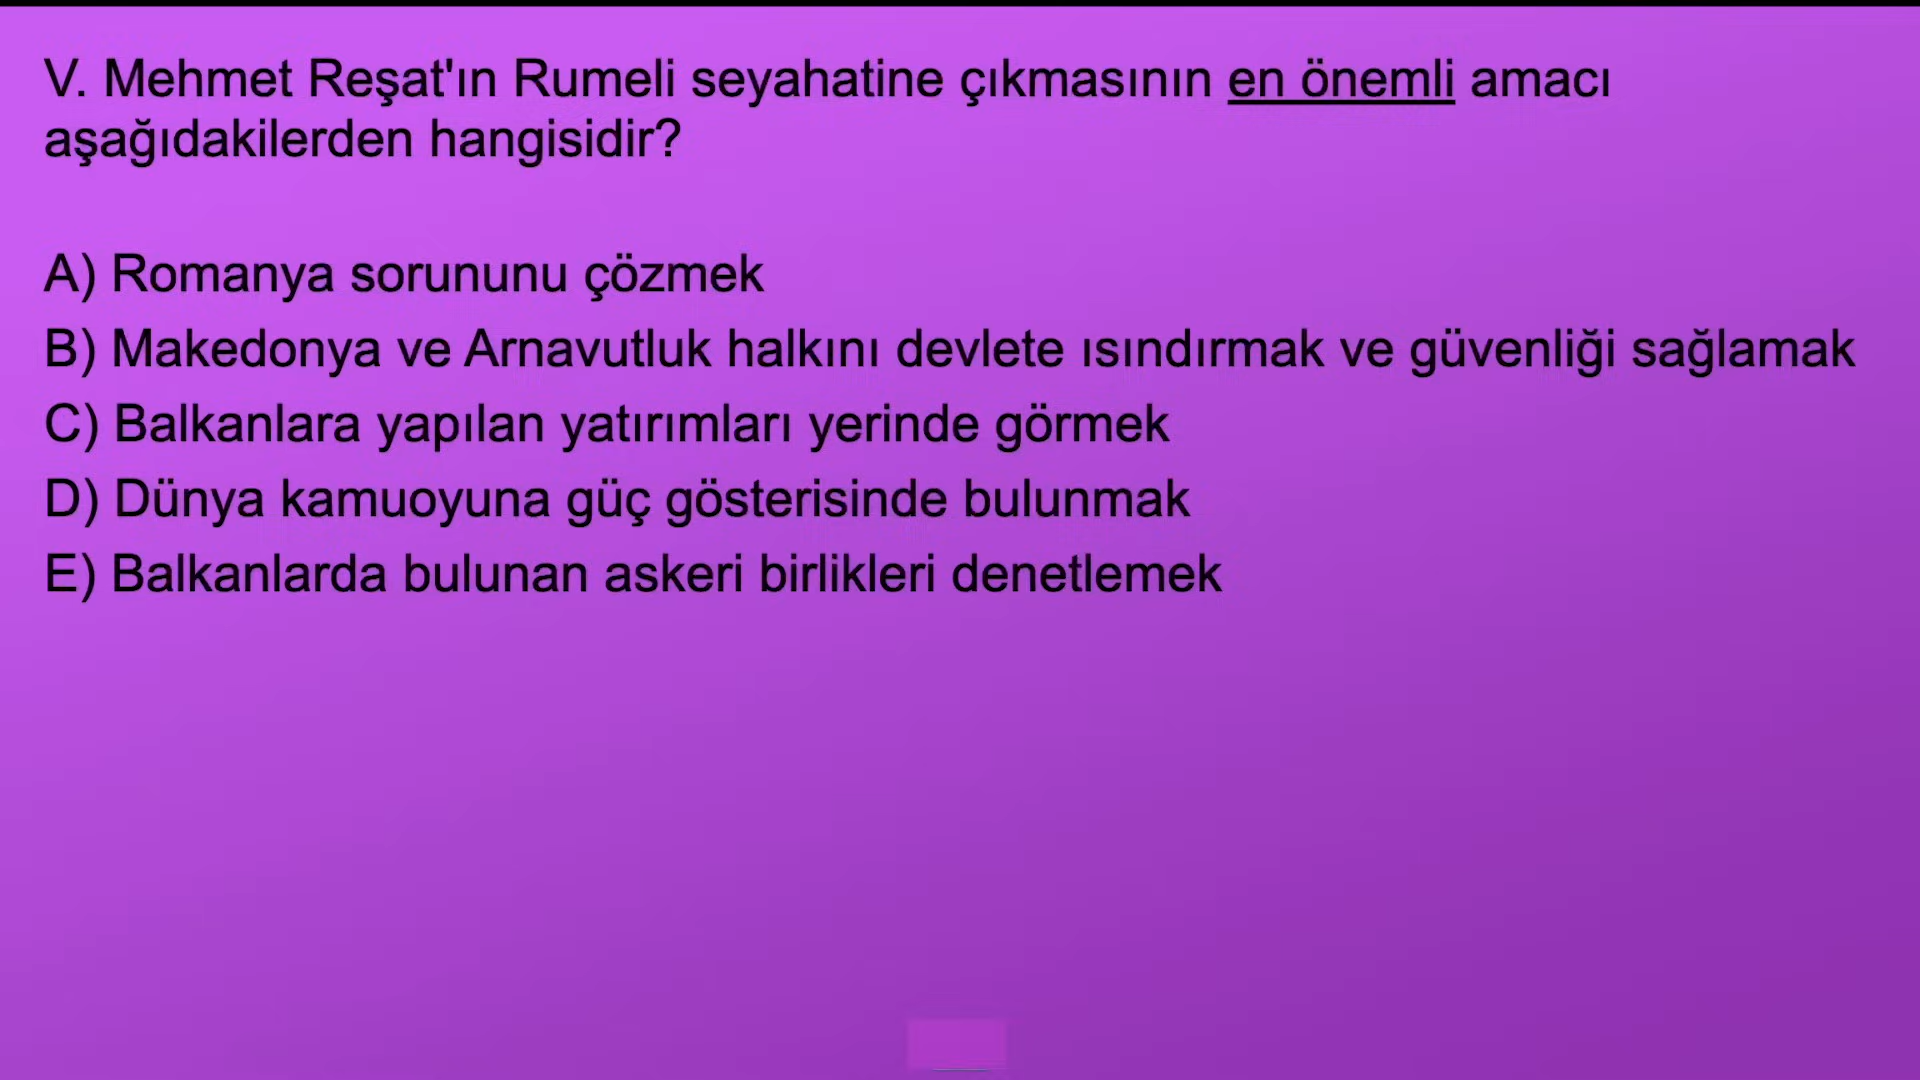 V. Mehmet Reşat'ın Rumeli seyahatine çıkmasının en önemli amacı
aşağıdakilerden hangisidir?
A) Romanya sorununu çözmek
B) Makedonya ve Arnavutluk halkını devlete ısındırmak ve güvenliği sağlamak
C) Balkanlara yapılan yatırımları yerinde görmek
D) Dünya kamuoyuna güç gösterisinde bulunmak
E) Balkanlarda bulunan askeri birlikleri denetlemek